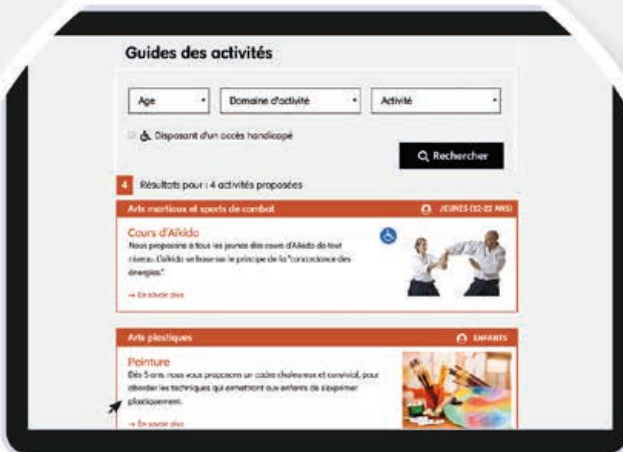 Guides des activités
Age Domaine d'activité Activité
Disposant d'un accès handicapé
Rechercher
4 Résultats pour : 4 activités proposées
Arts martiaux et sports de combat JEUNES (12-22 ANS)
Cours d'Aïkido
Nous proposons à tous les jeunes des cours d'Aïkido de tout
niveau. L'aïkido se base sur le principe de la "concordance des
énergies".
→ En savoir plus
Arts plastiques ENFANTS
Peinture
Dès 5 ans, nous vous proposons un cadre chaleureux et convivial, pour
aborder les techniques qui permettront aux enfants de s'exprimer
plastiquement.
→ En savoir plus